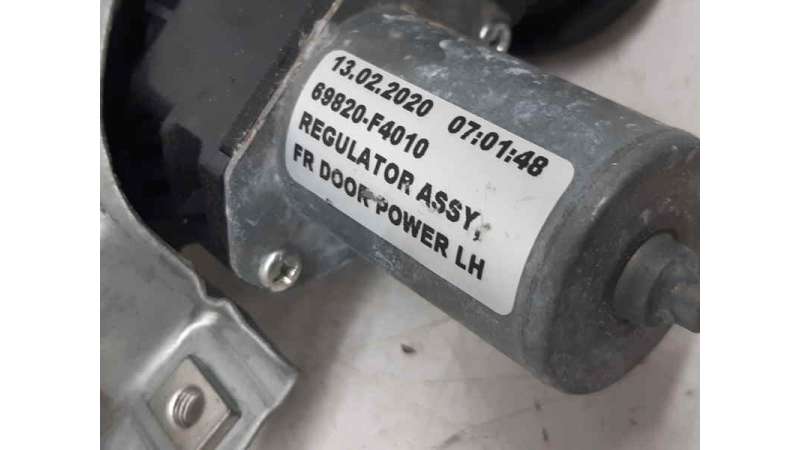 13.02.2020 07:01:48
69820-F4010
REGULATOR ASSY,
FR DOOR POWER LH